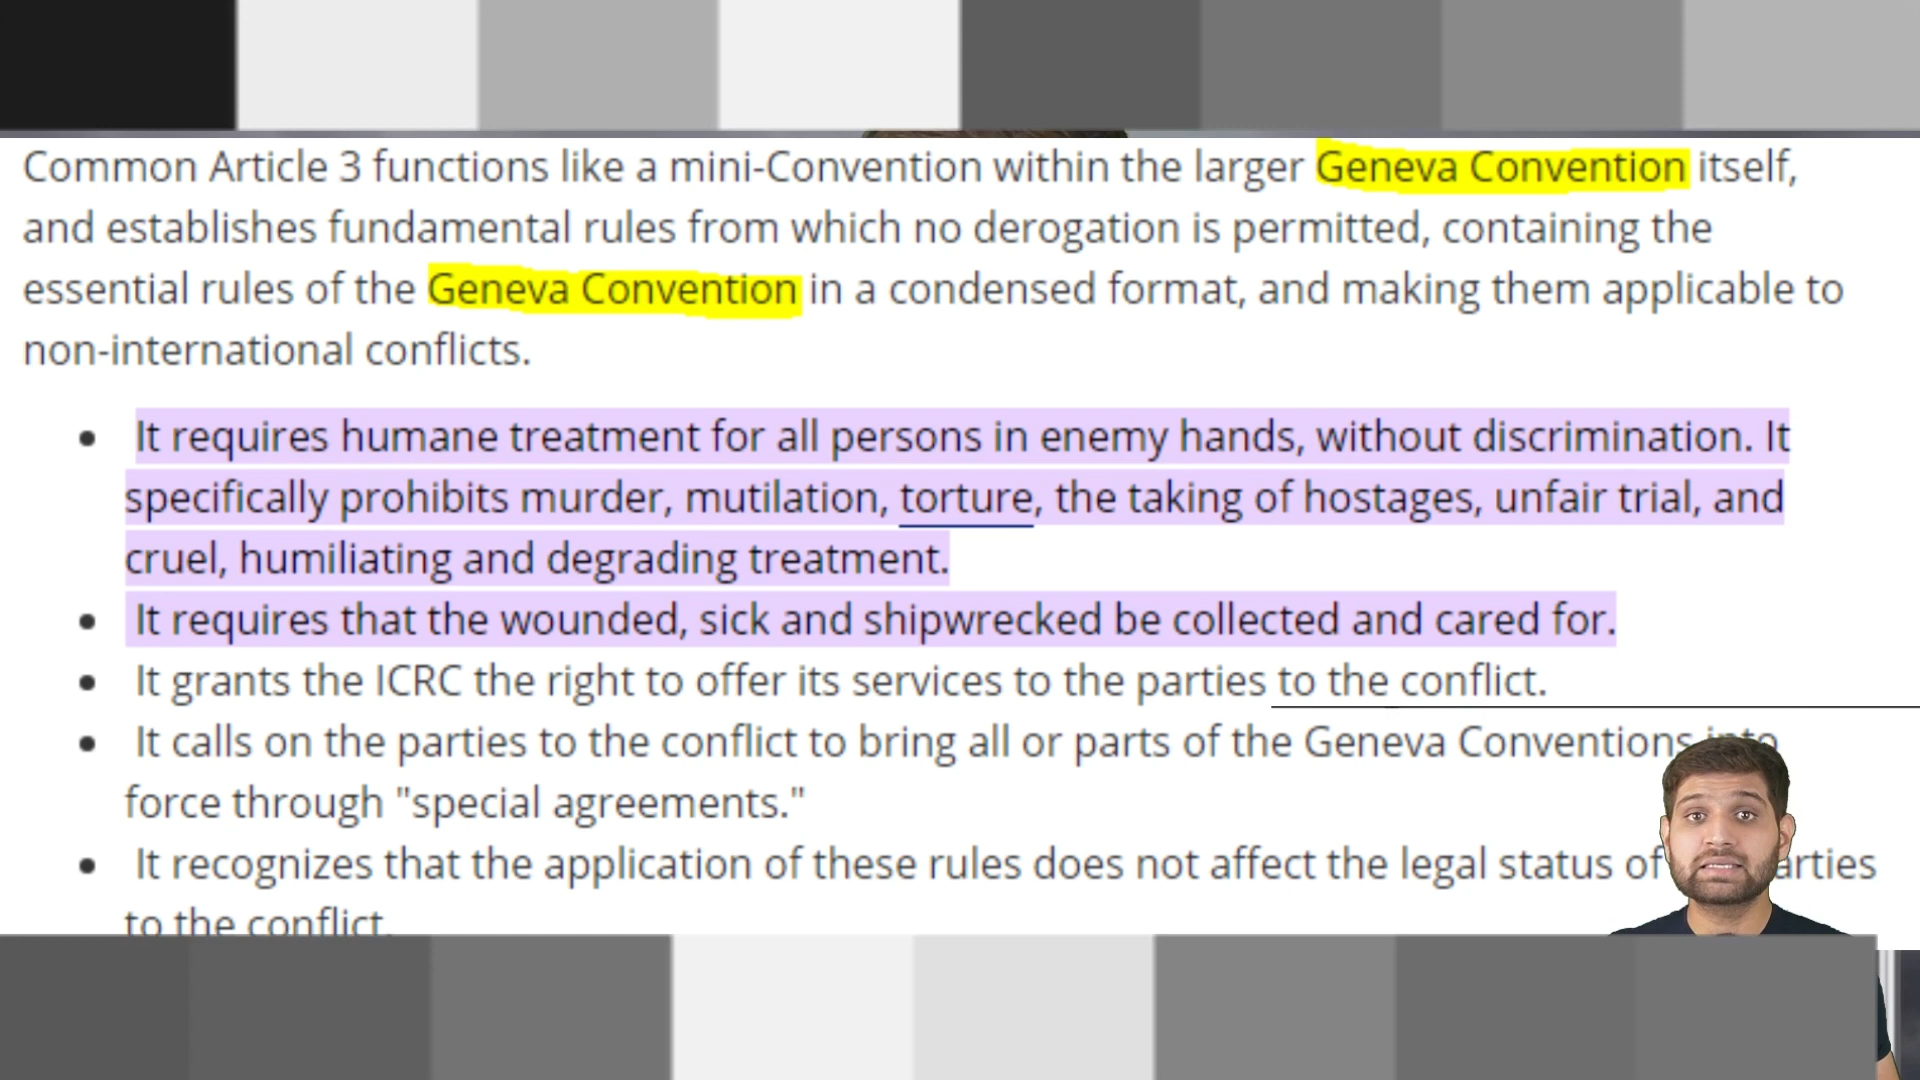 Common Article 3 functions like a mini-Convention within the larger Geneva Convention itself,
and establishes fundamental rules from which no derogation is permitted, containing the
essential rules of the Geneva Convention in a condensed format, and making them applicable to
non-international conflicts.
• It requires humane treatment for all persons in enemy hands, without discrimination. It
specifically prohibits murder, mutilation, torture, the taking of hostages, unfair trial, and
cruel, humiliating and degrading treatment.
• It requires that the wounded, sick and shipwrecked be collected and cared for.
• It grants the ICRC the right to offer its services to the parties to the conflict.
• It calls on the parties to the conflict to bring all or parts of the Geneva Conventions into
force through "special agreements."
• It recognizes that the application of these rules does not affect the legal status of arties
to the conflict.